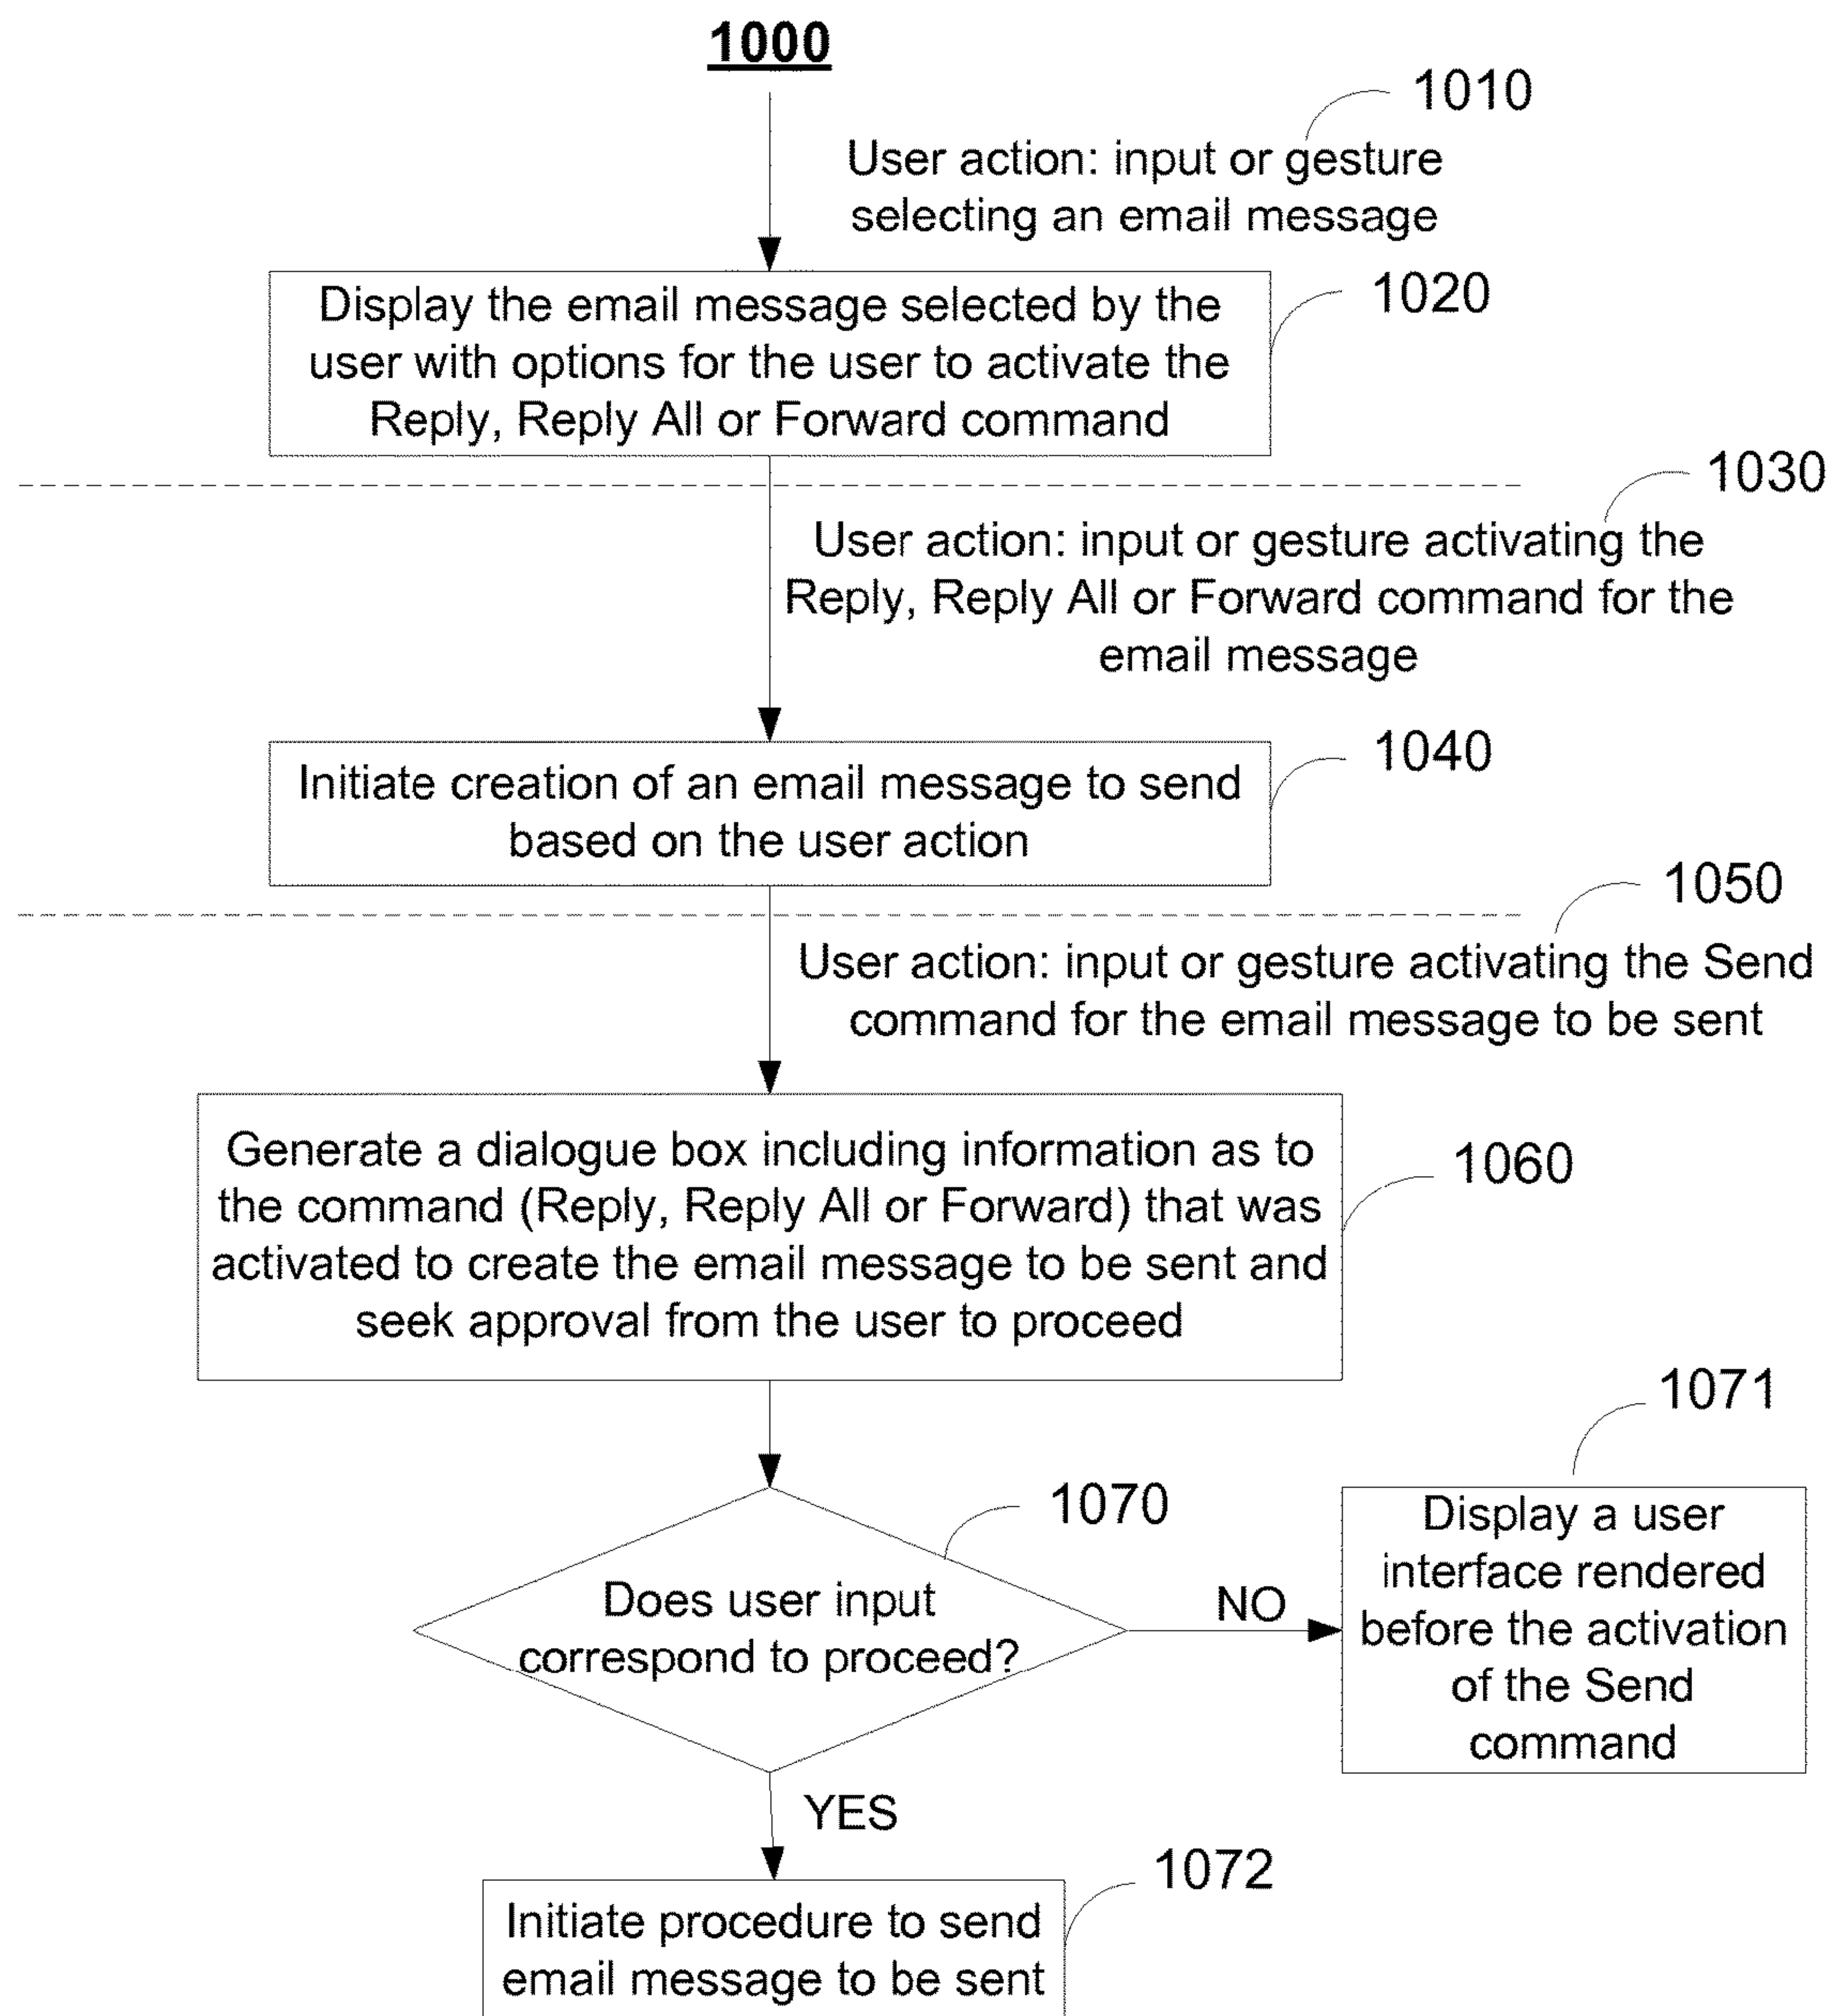 1000
1010
User action: input or gesture
selecting an email message
1020
Display the email message selected by the
user with options for the user to activate the
Reply, Reply All or Forward command
1030
User action: input or gesture activating the
Reply, Reply All or Forward command for the
email message
1040
Initiate creation of an email message to send
based on the user action
1050
User action: input or gesture activating the Send
command for the email message to be sent
1060
Generate a dialogue box including information as to
the command (Reply, Reply All or Forward) that was
activated to create the email message to be sent and
seek approval from the user to proceed
1070
Does user input
correspond to proceed?
NO
1071
Display a user
interface rendered
before the activation
of the Send
command
YES
1072
Initiate procedure to send
email message to be sent